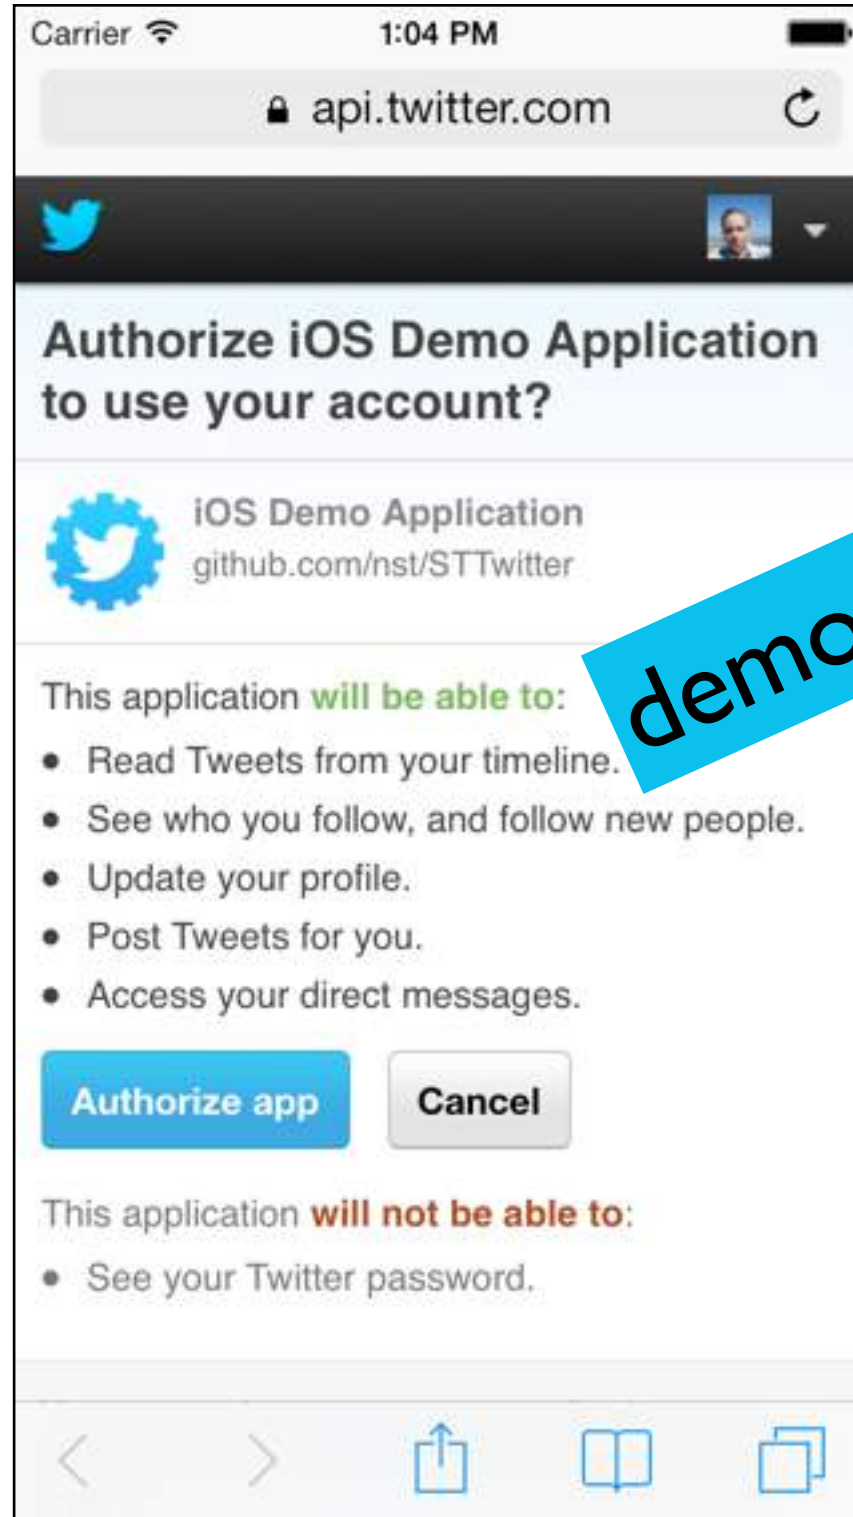 Carrier 1:04 PM
api.twitter.com
Authorize iOS Demo Application
to use your account?
iOS Demo Application
github.com/nst/STTwitter
demo
This application will be able to:
• Read Tweets from your timeline.
• See who you follow, and follow new people.
• Update your profile.
• Post Tweets for you.
• Access your direct messages.
Authorize app Cancel
This application will not be able to:
• See your Twitter password.